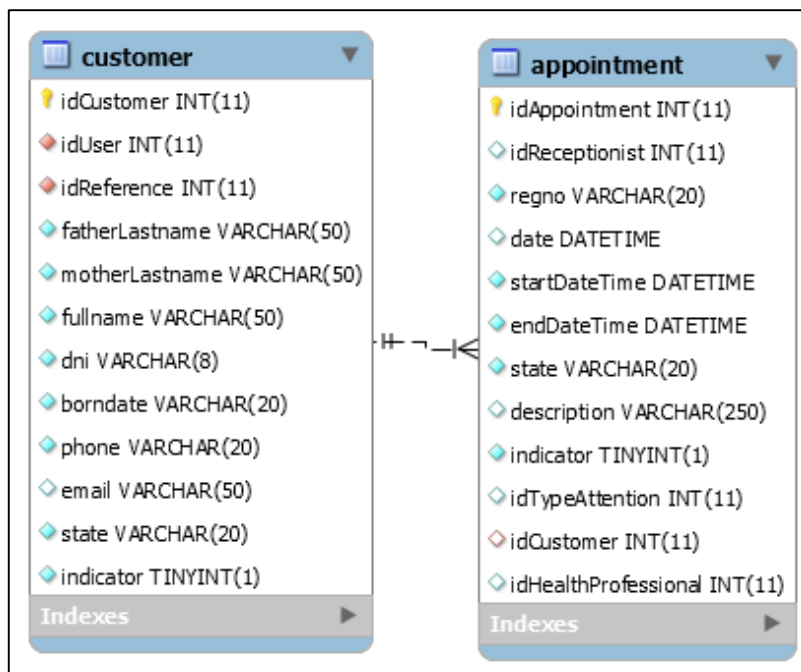 customer
idCustomer INT(11)
idUser INT(11)
idReference INT(11)
fatherLastname VARCHAR(50)
motherLastname VARCHAR(50)
fullname VARCHAR(50)
dni VARCHAR(8)
borndate VARCHAR(20)
phone VARCHAR(20)
email VARCHAR(50)
state VARCHAR(20)
indicator TINYINT(1)
Indexes
appointment
idAppointment INT(11)
idReceptionist INT(11)
regno VARCHAR(20)
date DATETIME
startDateTime DATETIME
endDateTime DATETIME
state VARCHAR(20)
description VARCHAR(250)
indicator TINYINT(1)
idTypeAttention INT(11)
idCustomer INT(11)
idHealthProfessional INT(11)
Indexes